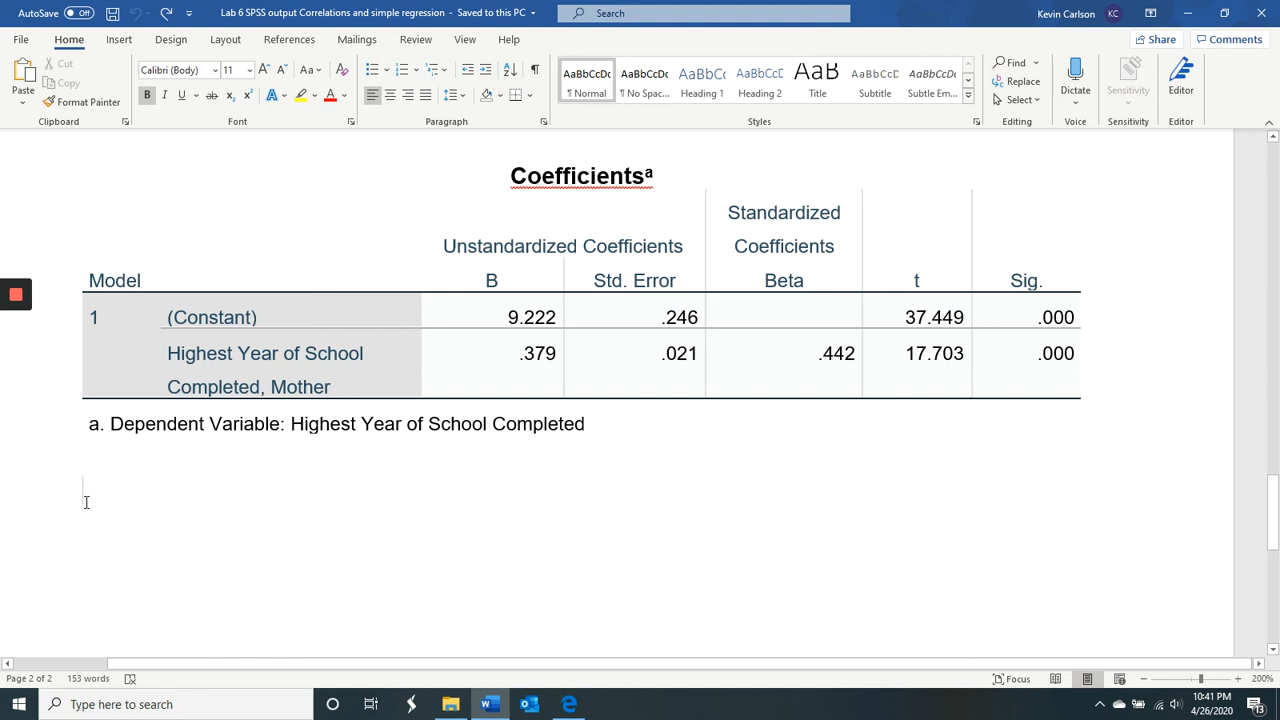 AutoSave Off Lab 6 SPSS output Correlations and simple regression - Saved to this PC Search Kevin Carlson KC
File Home Insert Design Layout References Mailings Review View Help Share Comments
Paste Cut Copy Format Painter
Calibri (Body) 11 A A Aa A
B I U ab x₂ x² A A
AaBbCcDc AaBbCcDc AaBbCc AaBbCcC AaB AaBbCcD AaBbCcDc
¶ Normal ¶ No Spac... Heading 1 Heading 2 Title Subtitle Subtle Em...
Find Replace Select
Dictate Sensitivity Editor
Clipboard Font Paragraph Styles Editing Voice Sensitivity Editor
Coefficientsᵃ
Standardized
Unstandardized Coefficients Coefficients
Model B Std. Error Beta t Sig.
1 (Constant) 9.222 .246 37.449 .000
Highest Year of School .379 .021 .442 17.703 .000
Completed, Mother
a. Dependent Variable: Highest Year of School Completed
Page 2 of 2 153 words Focus 200%
Type here to search 10:41 PM
4/26/2020 13